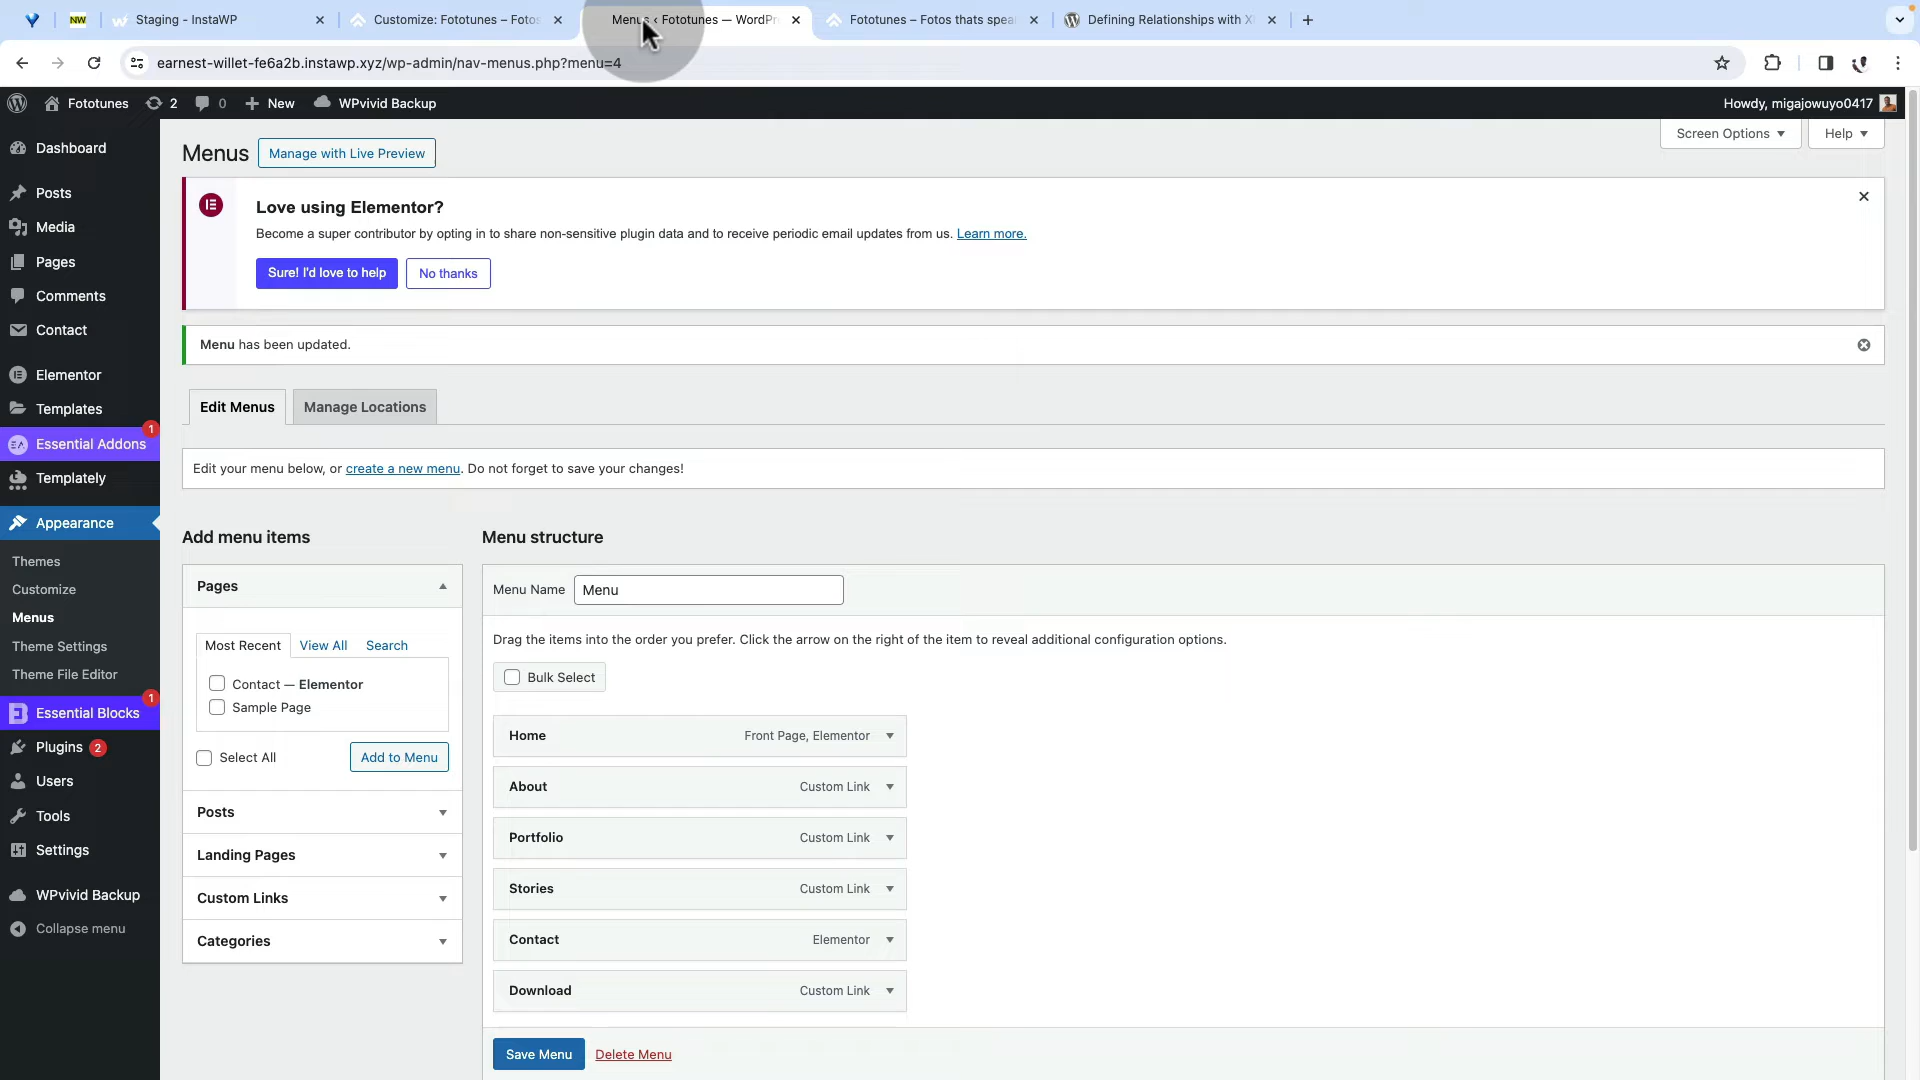 NW
Staging - InstaWP
Customize: Fototunes – Fotos
Menus ‹ Fototunes — WordPr
Fototunes – Fotos thats spea
Defining Relationships with X
earnest-willet-fe6a2b.instawp.xyz/wp-admin/nav-menus.php?menu=4
Fototunes
2
0
New
WPvivid Backup
Howdy, migajowuyo0417
Dashboard
Posts
Media
Pages
Comments
Contact
Elementor
Templates
Essential Addons
1
Templately
Appearance
Themes
Customize
Menus
Theme Settings
Theme File Editor
Essential Blocks
1
Plugins 2
Users
Tools
Settings
WPvivid Backup
Collapse menu
Screen Options
Help
Menus
Manage with Live Preview
Love using Elementor?
Become a super contributor by opting in to share non-sensitive plugin data and to receive periodic email updates from us. Learn more.
Sure! I'd love to help
No thanks
Menu has been updated.
Edit Menus
Manage Locations
Edit your menu below, or create a new menu. Do not forget to save your changes!
Add menu items
Pages
Most Recent
View All
Search
Contact — Elementor
Sample Page
Select All
Add to Menu
Posts
Landing Pages
Custom Links
Categories
Menu structure
Menu Name
Menu
Drag the items into the order you prefer. Click the arrow on the right of the item to reveal additional configuration options.
Bulk Select
Home
Front Page, Elementor
About
Custom Link
Portfolio
Custom Link
Stories
Custom Link
Contact
Elementor
Download
Custom Link
Save Menu
Delete Menu